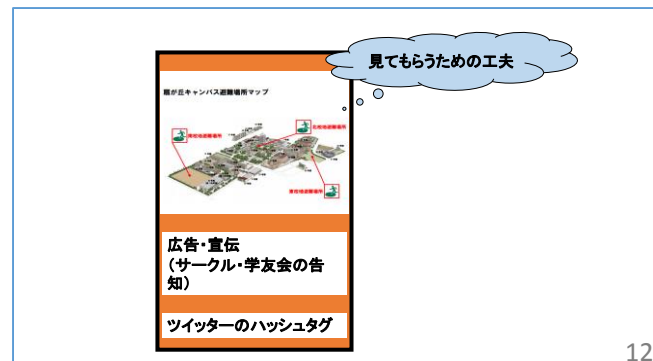 見てもらうための工夫
霞が丘キャンパス避難場所マップ
広告・宣伝
(サークル・学友会の告
知)
ツイッターのハッシュタグ
12